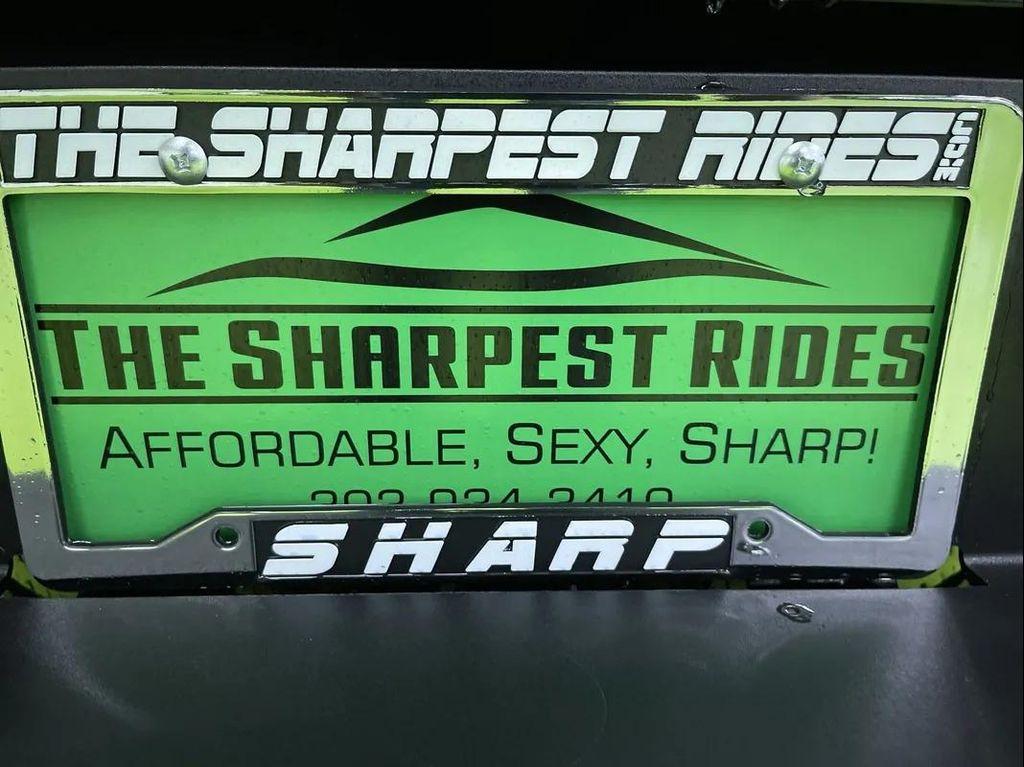 THE SHARPEST RIDES.COM
THE SHARPEST RIDES
AFFORDABLE, SEXY, SHARP!
SHARP